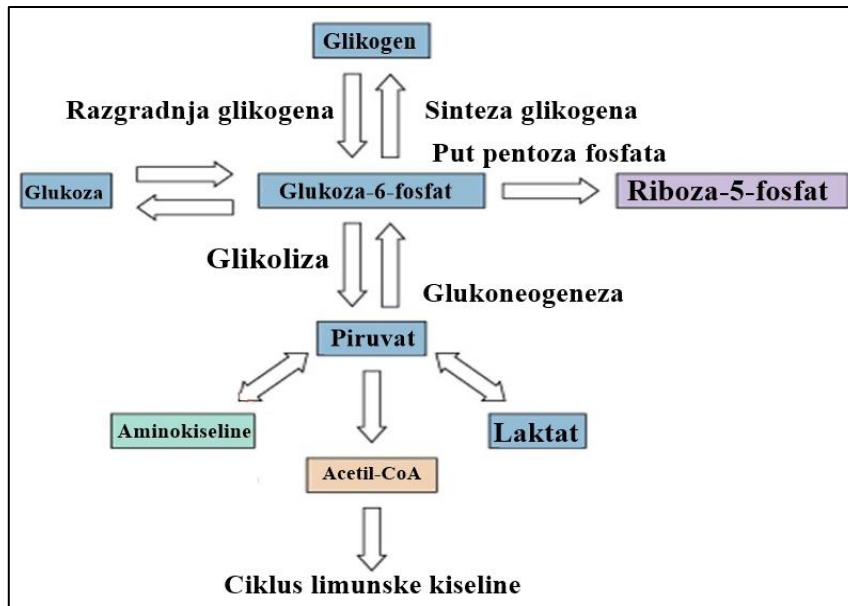 Glikogen
Razgradnja glikogena
Sinteza glikogena
Put pentoza fosfata
Glukoza
Glukoza-6-fosfat
Riboza-5-fosfat
Glikoliza
Glukoneogeneza
Piruvat
Aminokiseline
Laktat
Acetil-CoA
Ciklus limunske kiseline